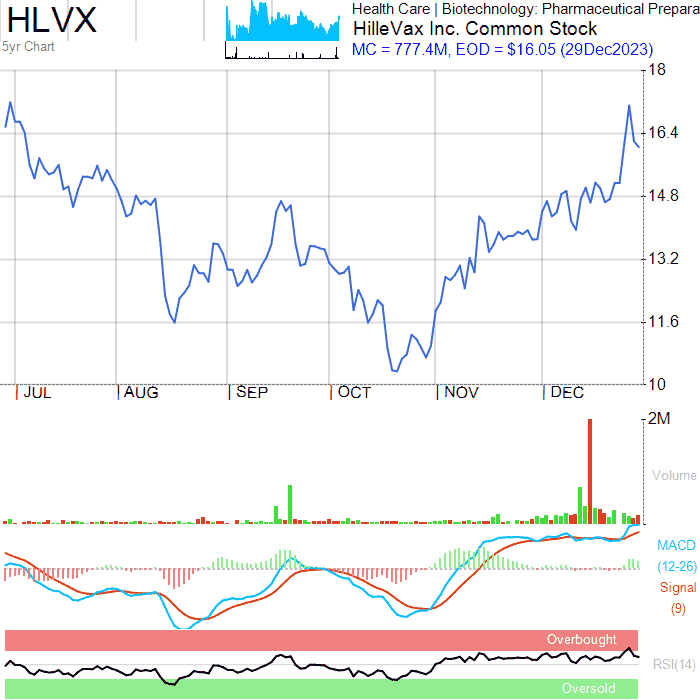 HLVX
5yr Chart
Health Care | Biotechnology: Pharmaceutical Prepara
HilleVax Inc. Common Stock
MC = 777.4M, EOD = $16.05 (29Dec2023)
18
16.4
14.8
13.2
11.6
10
JUL AUG SEP OCT NOV DEC
2M
Volume
MACD
(12-26)
Signal
(9)
Overbought
RSI(14)
Oversold